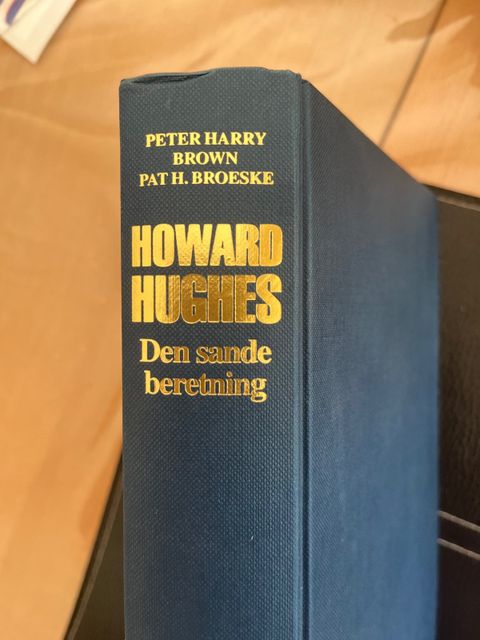 PETER HARRY
BROWN
PAT H. BROESKE
HOWARD
HUGHES
Den sande
beretning